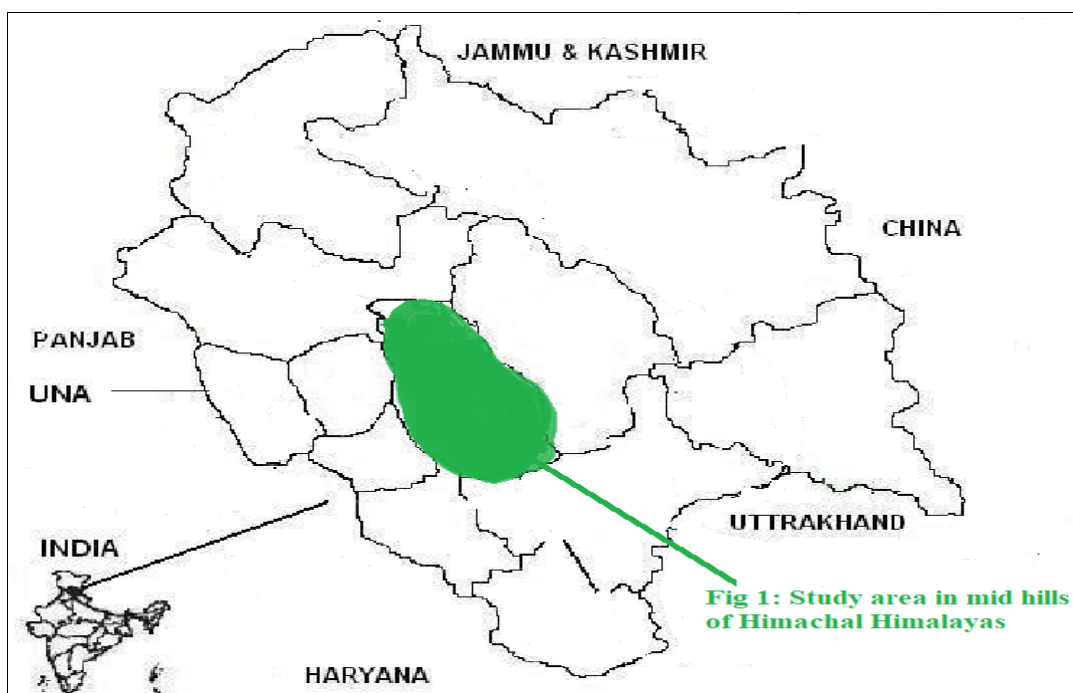 JAMMU & KASHMIR
CHINA
PANJAB
UNA
UTTRAKHAND
INDIA
Fig 1: Study area in mid hills
of Himachal Himalayas
HARYANA